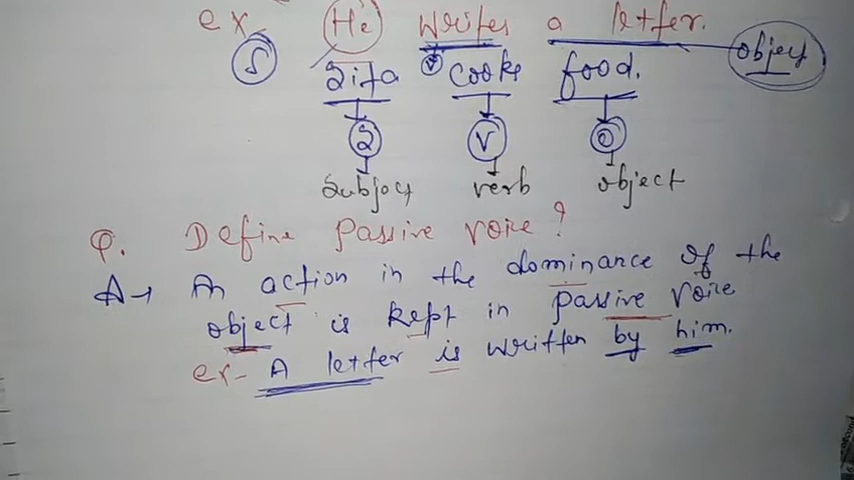 ex He writes a letter. object
S Sita V cooks food.
S V O
Subject verb object
Q. Define Passive voice?
A→ An action in the dominance of the
object is kept in passive voice
ex- A letter is written by him.